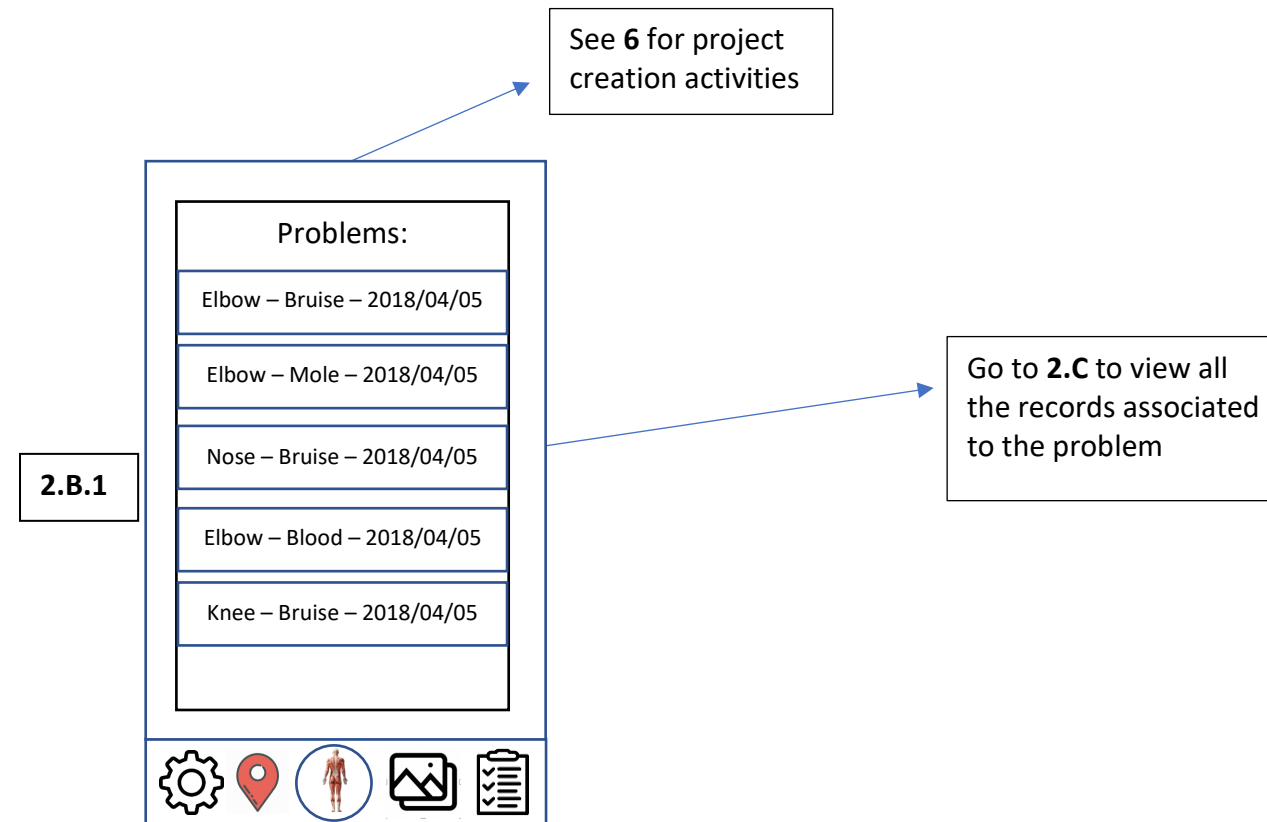 See 6 for project
creation activities
Problems:
Elbow – Bruise – 2018/04/05
Elbow – Mole – 2018/04/05
Nose – Bruise – 2018/04/05
Elbow – Blood – 2018/04/05
Knee – Bruise – 2018/04/05
2.B.1
Go to 2.C to view all
the records associated
to the problem